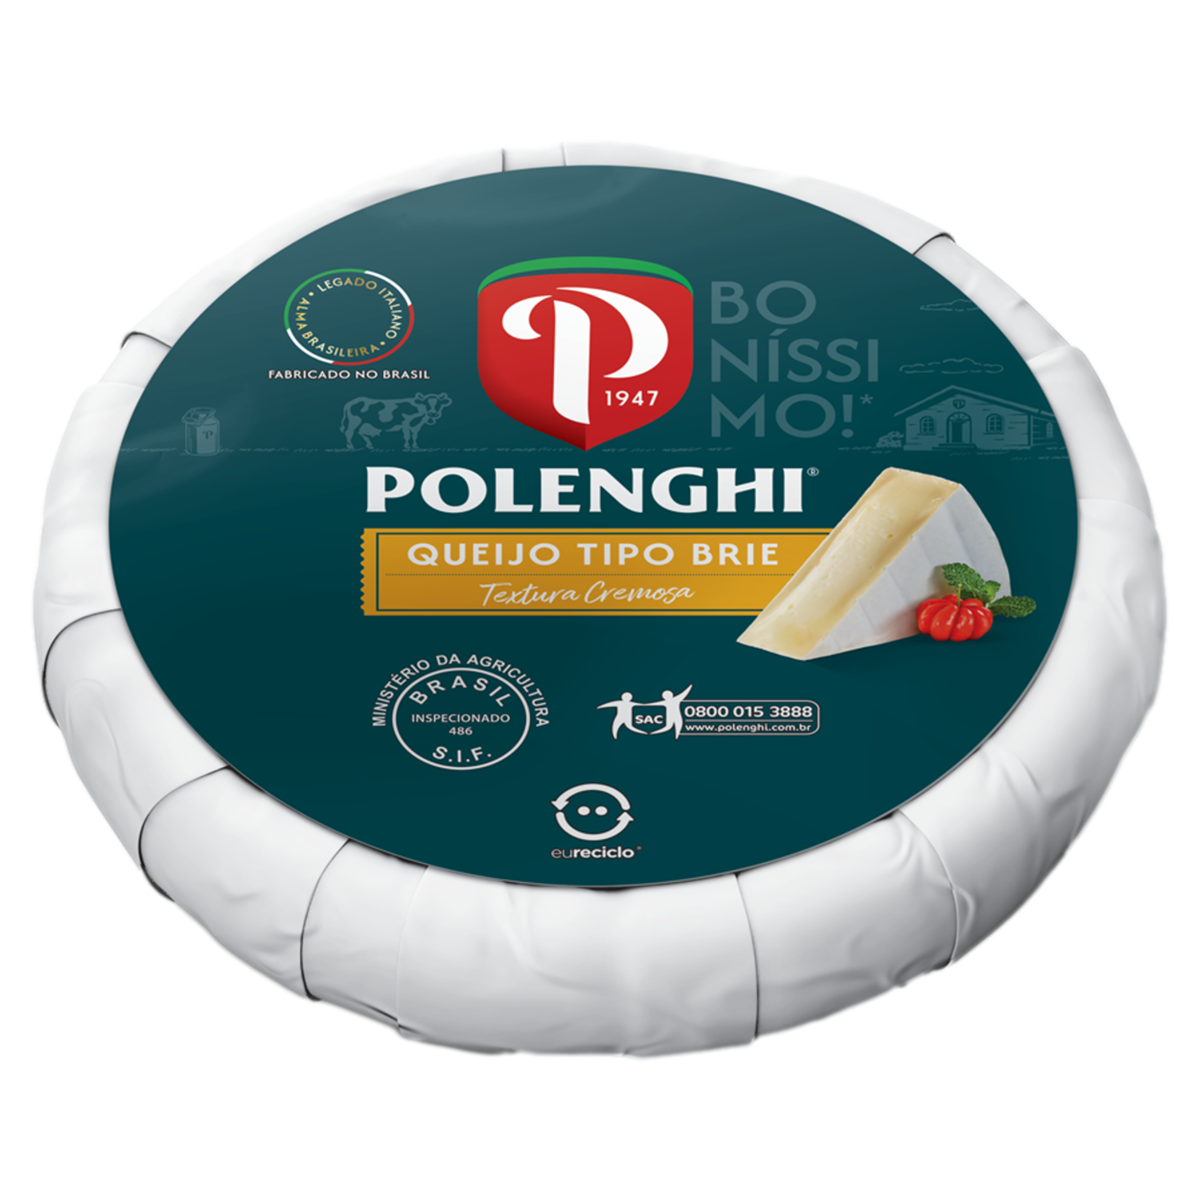 LEGADO ITALIANO
ALMA BRASILEIRA
FABRICADO NO BRASIL
P
1947
BO
NÍSSI
MO!*
POLENGHI®
QUEIJO TIPO BRIE
Textura Cremosa
MINISTÉRIO DA AGRICULTURA
BRASIL
INSPECIONADO
486
S.I.F.
SAC
0800 015 3888
www.polenghi.com.br
eureciclo®